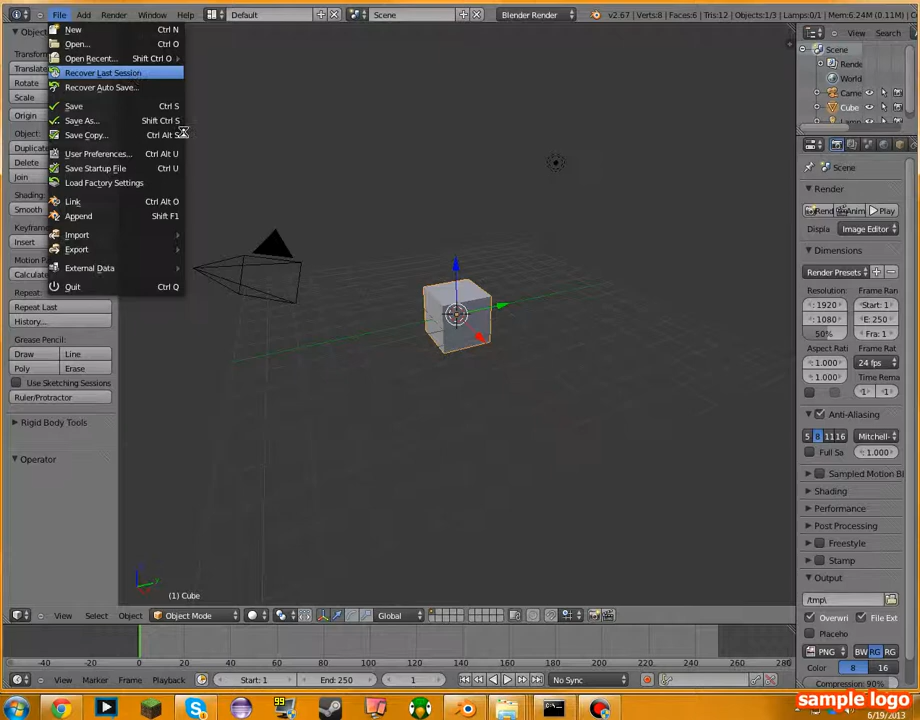 File Add Render Window Help Default Scene Blender Render v2.67 | Verts:8 | Faces:6 | Tris:12 | Objects:1/3 | Lamps:0/1 | Mem:6.24M (0.11M) | Cube
New Ctrl N
Open... Ctrl O
Open Recent... Shift Ctrl O
Recover Last Session
Recover Auto Save...
Save Ctrl S
Save As... Shift Ctrl S
Save Copy... Ctrl Alt S
User Preferences... Ctrl Alt U
Save Startup File Ctrl U
Load Factory Settings
Link Ctrl Alt O
Append Shift F1
Import
Export
External Data
Quit Ctrl Q
Transfor
Translat
Rotate
Scale
Origin
Object:
Duplicat
Delete
Join
Shading:
Smooth
Keyfram
Insert
Motion P
Calculat
Repeat:
Repeat Last
History...
Grease Pencil:
Draw Line
Poly Erase
Use Sketching Sessions
Ruler/Protractor
Rigid Body Tools
Operator
(1) Cube
View Select Object Object Mode Global
View Search
Scene
Rende
World
Came
Cube
Lamp
Scene
Render
Rend Anim Play
Displa Image Editor
Dimensions
Render Presets
Resolution: Frame Ran
1920 Start: 1
1080 E: 250
50% Fra: 1
Aspect Rati Frame Rat
1.000 24 fps
1.000 Time Rema
Anti-Aliasing
5 8 11 16 Mitchell-
Full Sa 1.000
Sampled Motion Bl
Shading
Performance
Post Processing
Freestyle
Stamp
Output
/tmp\
Overwri File Ext
Placeho
PNG BW RG RG
Color 8 16
Compression: 90%
-40 -20 0 20 40 60 80 100 120 140 160 180 200 220 240 260 280
View Marker Frame Playback Start: 1 End: 250 1 No Sync
sample logo
6/19/2013